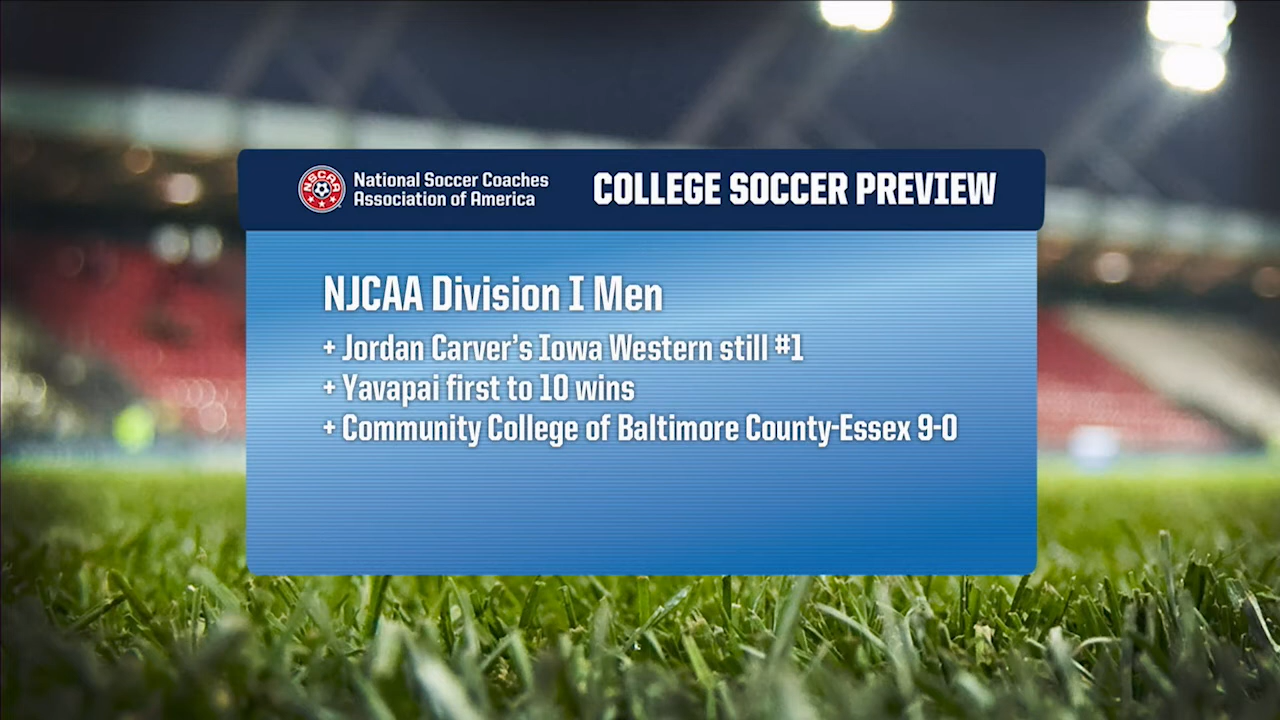 NSCAA
National Soccer Coaches
Association of America
COLLEGE SOCCER PREVIEW
NJCAA Division I Men
+ Jordan Carver's Iowa Western still #1
+ Yavapai first to 10 wins
+ Community College of Baltimore County-Essex 9-0